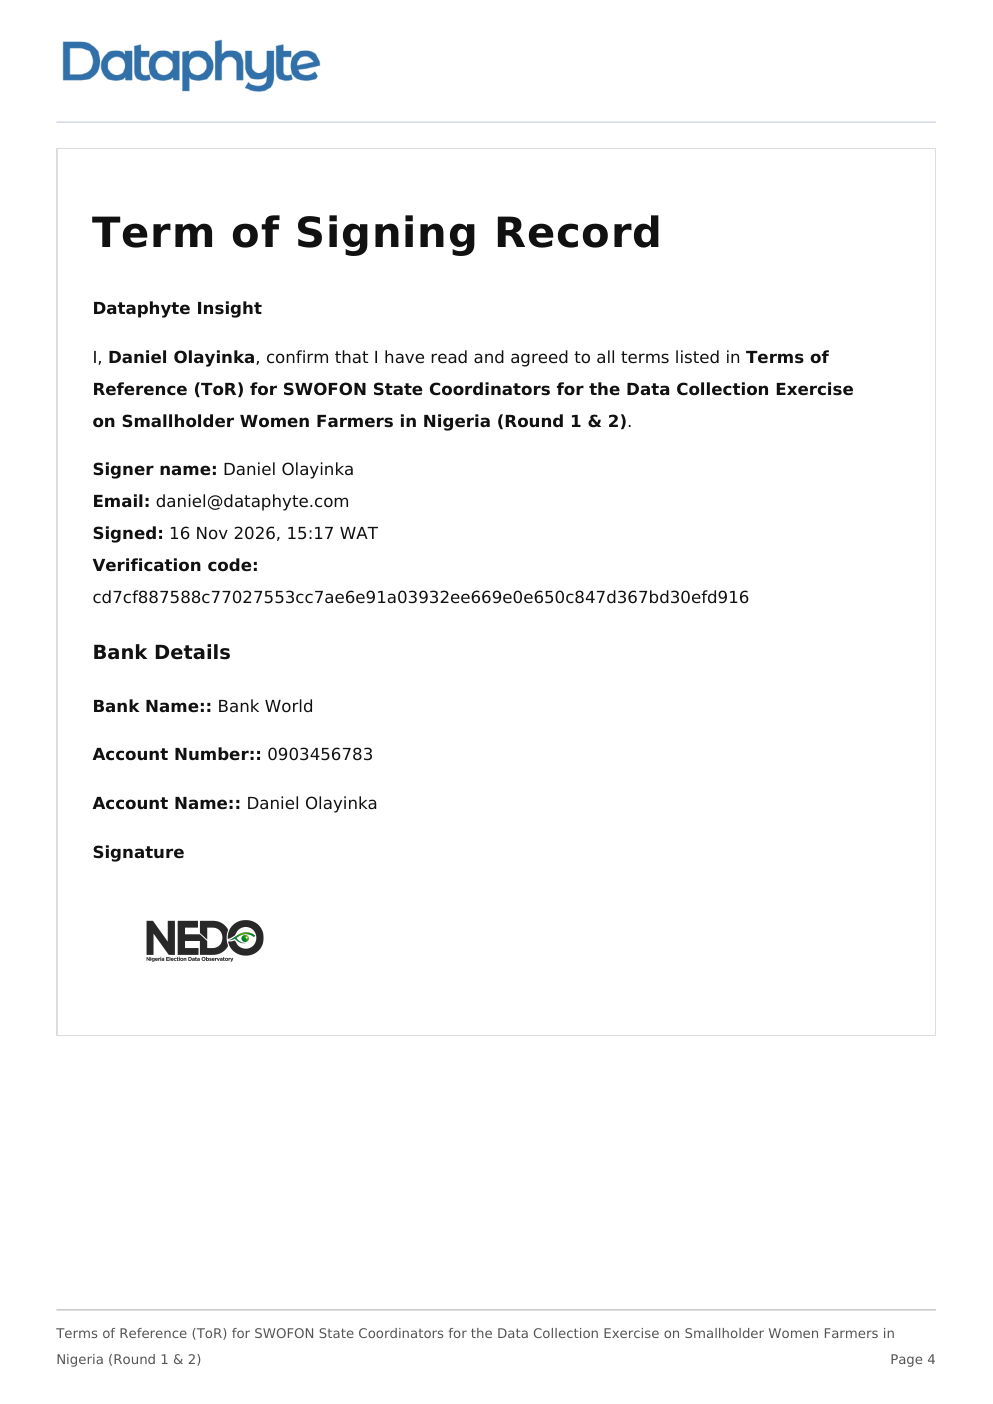 Dataphyte
Term of Signing Record
Dataphyte Insight
I, Daniel Olayinka, confirm that I have read and agreed to all terms listed in Terms of
Reference (ToR) for SWOFON State Coordinators for the Data Collection Exercise
on Smallholder Women Farmers in Nigeria (Round 1 & 2).
Signer name: Daniel Olayinka
Email: daniel@dataphyte.com
Signed: 16 Nov 2026, 15:17 WAT
Verification code:
cd7cf887588c77027553cc7ae6e91a03932ee669e0e650c847d367bd30efd916
Bank Details
Bank Name:: Bank World
Account Number:: 0903456783
Account Name:: Daniel Olayinka
Signature
NEDO
Nigeria Election Data Observatory
Terms of Reference (ToR) for SWOFON State Coordinators for the Data Collection Exercise on Smallholder Women Farmers in
Nigeria (Round 1 & 2) Page 4